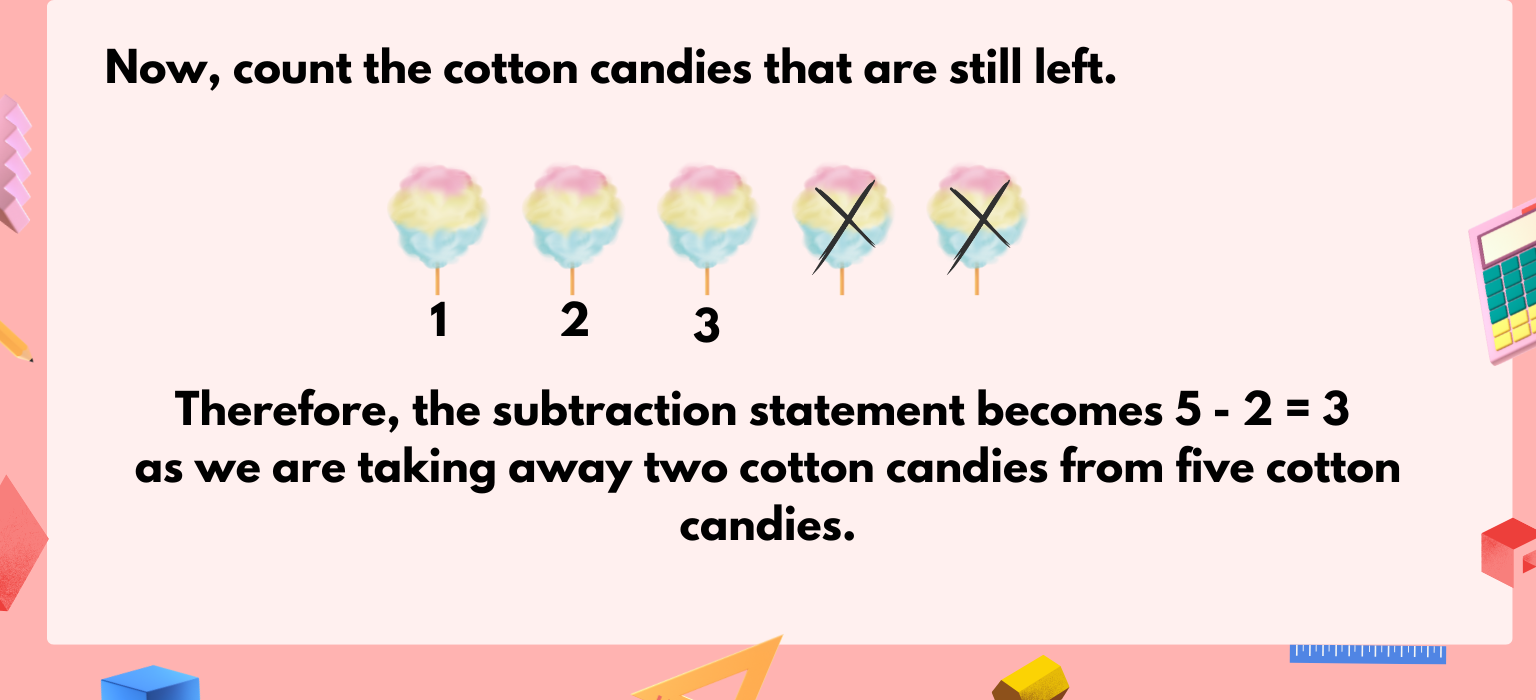 Now, count the cotton candies that are still left.
1 2 3
Therefore, the subtraction statement becomes 5 - 2 = 3
as we are taking away two cotton candies from five cotton
candies.